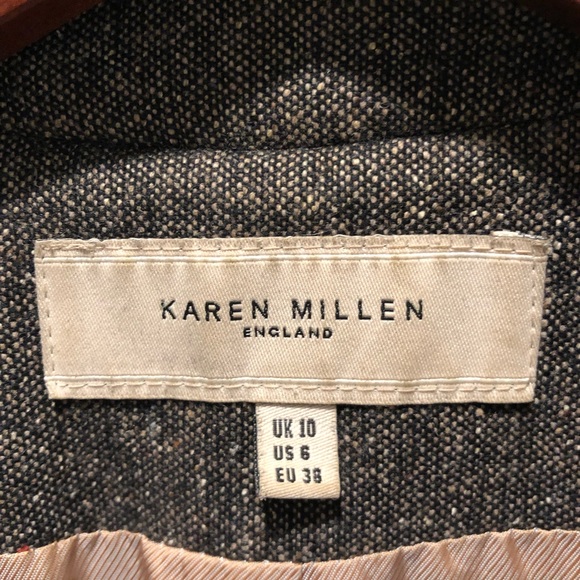 KAREN MILLEN
ENGLAND
UK 10
US 6
EU 36